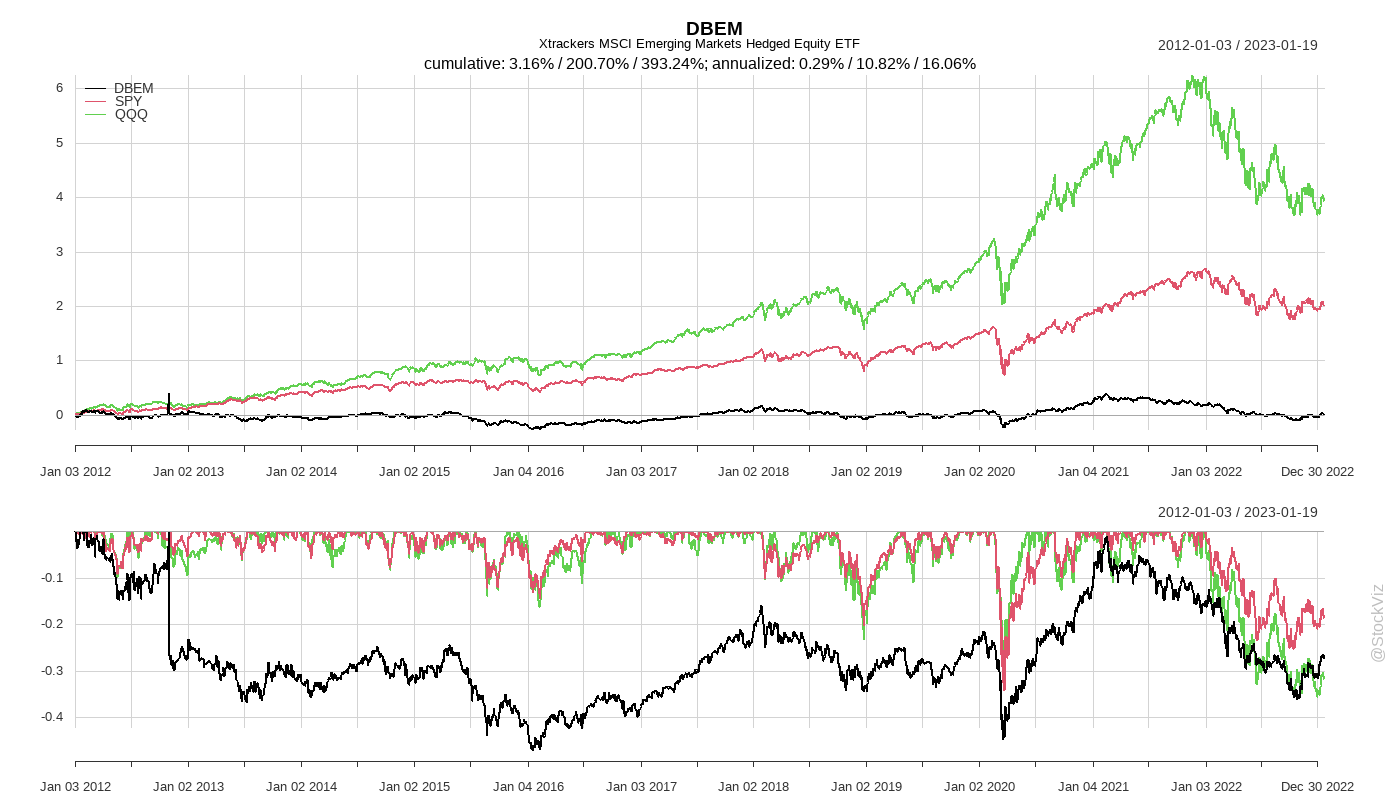 DBEM
Xtrackers MSCI Emerging Markets Hedged Equity ETF
2012-01-03 / 2023-01-19
cumulative: 3.16% / 200.70% / 393.24%; annualized: 0.29% / 10.82% / 16.06%
DBEM
SPY
QQQ
6
5
4
3
2
1
0
Jan 03 2012 Jan 02 2013 Jan 02 2014 Jan 02 2015 Jan 04 2016 Jan 03 2017 Jan 02 2018 Jan 02 2019 Jan 02 2020 Jan 04 2021 Jan 03 2022 Dec 30 2022
2012-01-03 / 2023-01-19
-0.1
-0.2
-0.3
-0.4
Jan 03 2012 Jan 02 2013 Jan 02 2014 Jan 02 2015 Jan 04 2016 Jan 03 2017 Jan 02 2018 Jan 02 2019 Jan 02 2020 Jan 04 2021 Jan 03 2022 Dec 30 2022
@StockViz